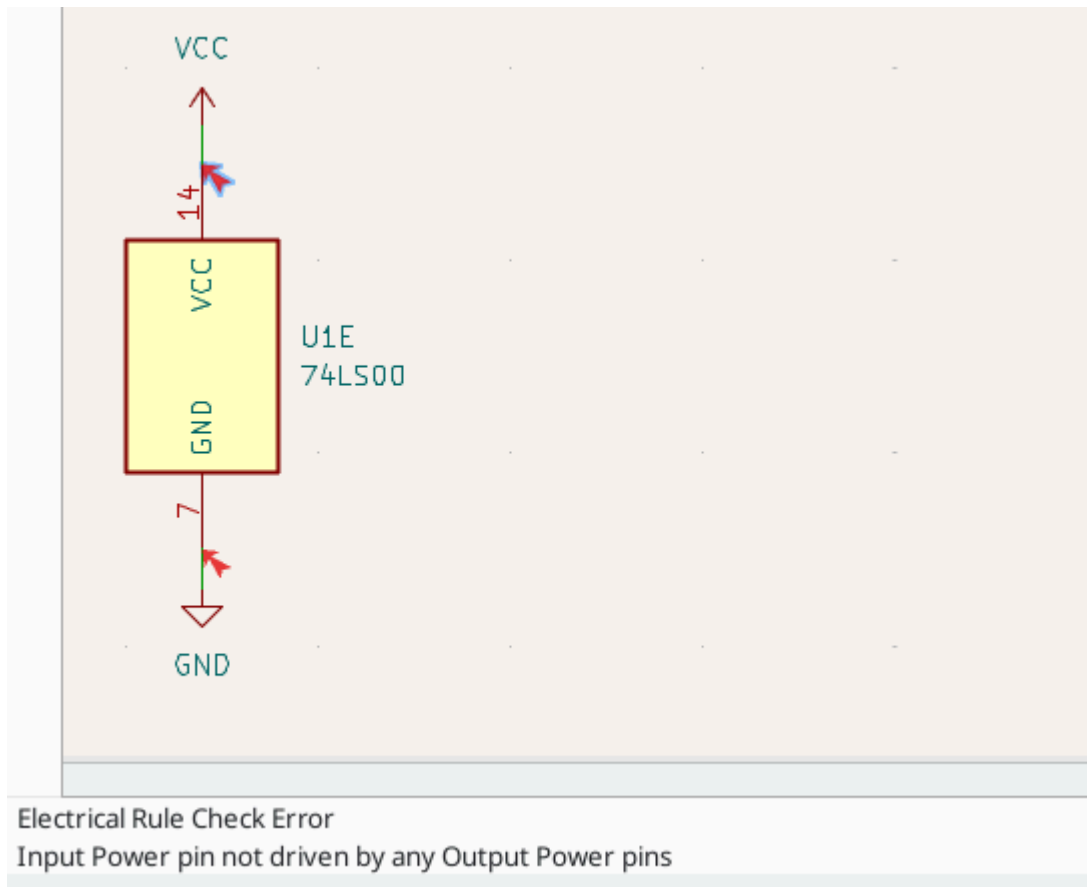 VCC
14
VCC
U1E
74LS00
GND
7
GND
Electrical Rule Check Error
Input Power pin not driven by any Output Power pins